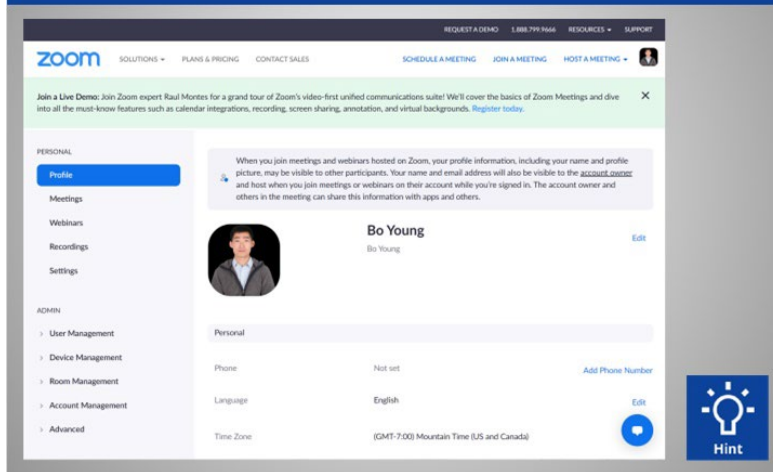 REQUEST A DEMO 1.888.799.9666 RESOURCES SUPPORT
zoom SOLUTIONS PLANS & PRICING CONTACT SALES SCHEDULE A MEETING JOIN A MEETING HOST A MEETING
Join a Live Demo: Join Zoom expert Raul Montes for a grand tour of Zoom's video-first unified communications suite! We'll cover the basics of Zoom Meetings and dive
into all the must-know features such as calendar integrations, recording, screen sharing, annotation, and virtual backgrounds. Register today.
PERSONAL
Profile
Meetings
Webinars
Recordings
Settings
ADMIN
User Management
Device Management
Room Management
Account Management
Advanced
When you join meetings and webinars hosted on Zoom, your profile information, including your name and profile
picture, may be visible to other participants. Your name and email address will also be visible to the account owner
and host when you join meetings or webinars on their account while you're signed in. The account owner and
others in the meeting can share this information with apps and others.
Bo Young
Edit
Bo Young
Personal
Phone Not set Add Phone Number
Language English Edit
Time Zone (GMT-7:00) Mountain Time (US and Canada)
Hint